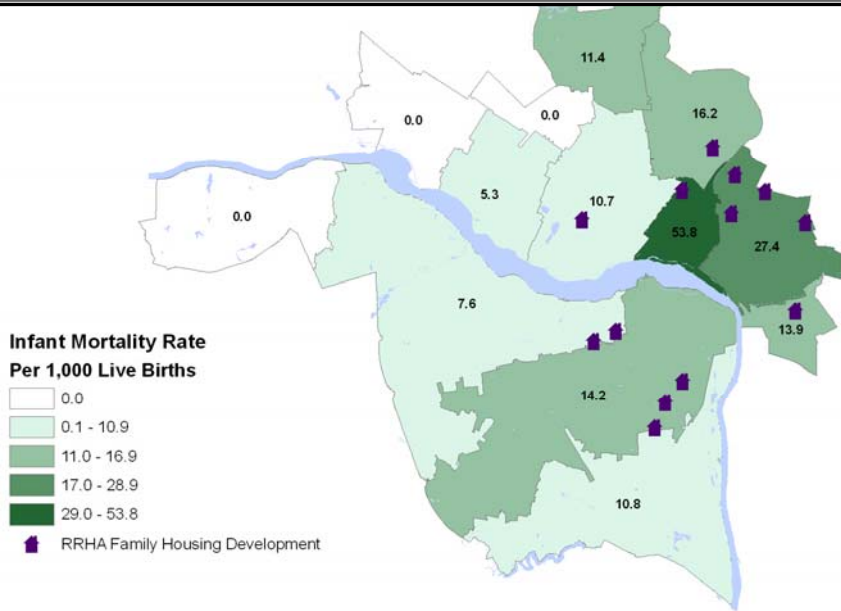 11.4
16.2
0.0
0.0
5.3
10.7
0.0
53.8
27.4
7.6
13.9
14.2
10.8
Infant Mortality Rate
Per 1,000 Live Births
0.0
0.1 - 10.9
11.0 - 16.9
17.0 - 28.9
29.0 - 53.8
RRHA Family Housing Development